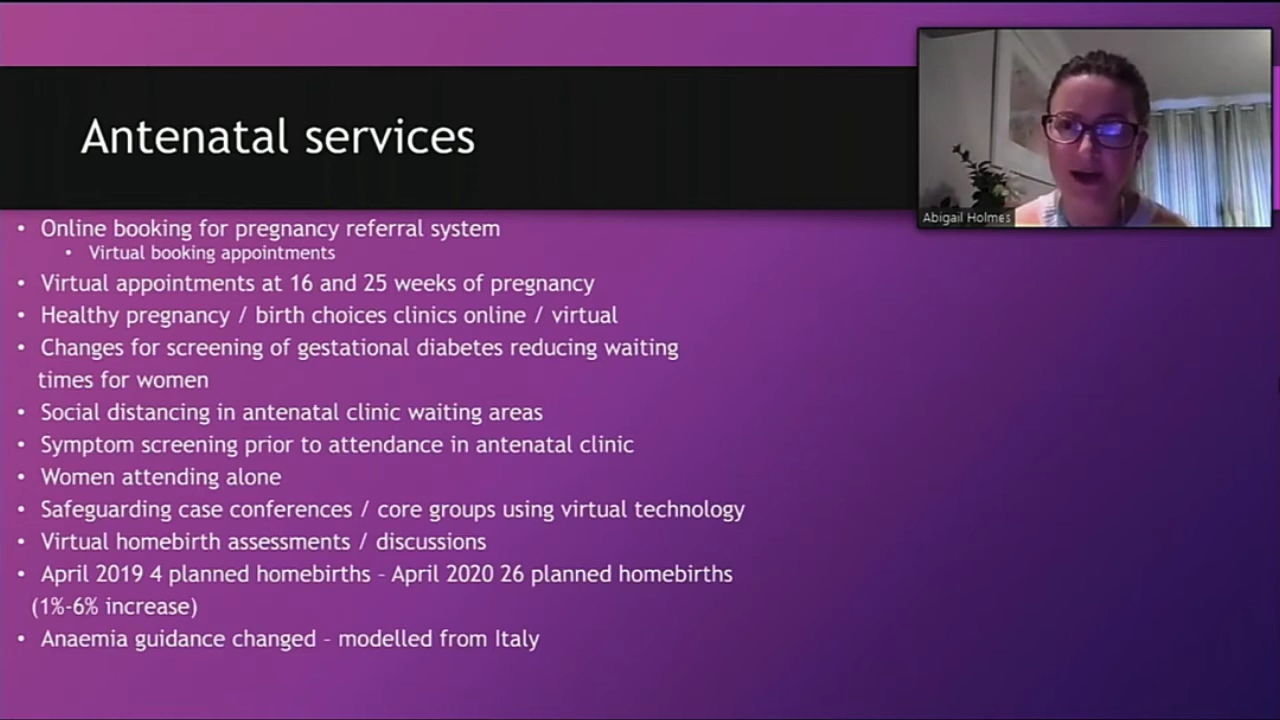 Antenatal services
Abigail Holmes
• Online booking for pregnancy referral system
• Virtual booking appointments
• Virtual appointments at 16 and 25 weeks of pregnancy
• Healthy pregnancy / birth choices clinics online / virtual
• Changes for screening of gestational diabetes reducing waiting
times for women
• Social distancing in antenatal clinic waiting areas
• Symptom screening prior to attendance in antenatal clinic
• Women attending alone
• Safeguarding case conferences / core groups using virtual technology
• Virtual homebirth assessments / discussions
• April 2019 4 planned homebirths – April 2020 26 planned homebirths
(1%-6% increase)
• Anaemia guidance changed – modelled from Italy